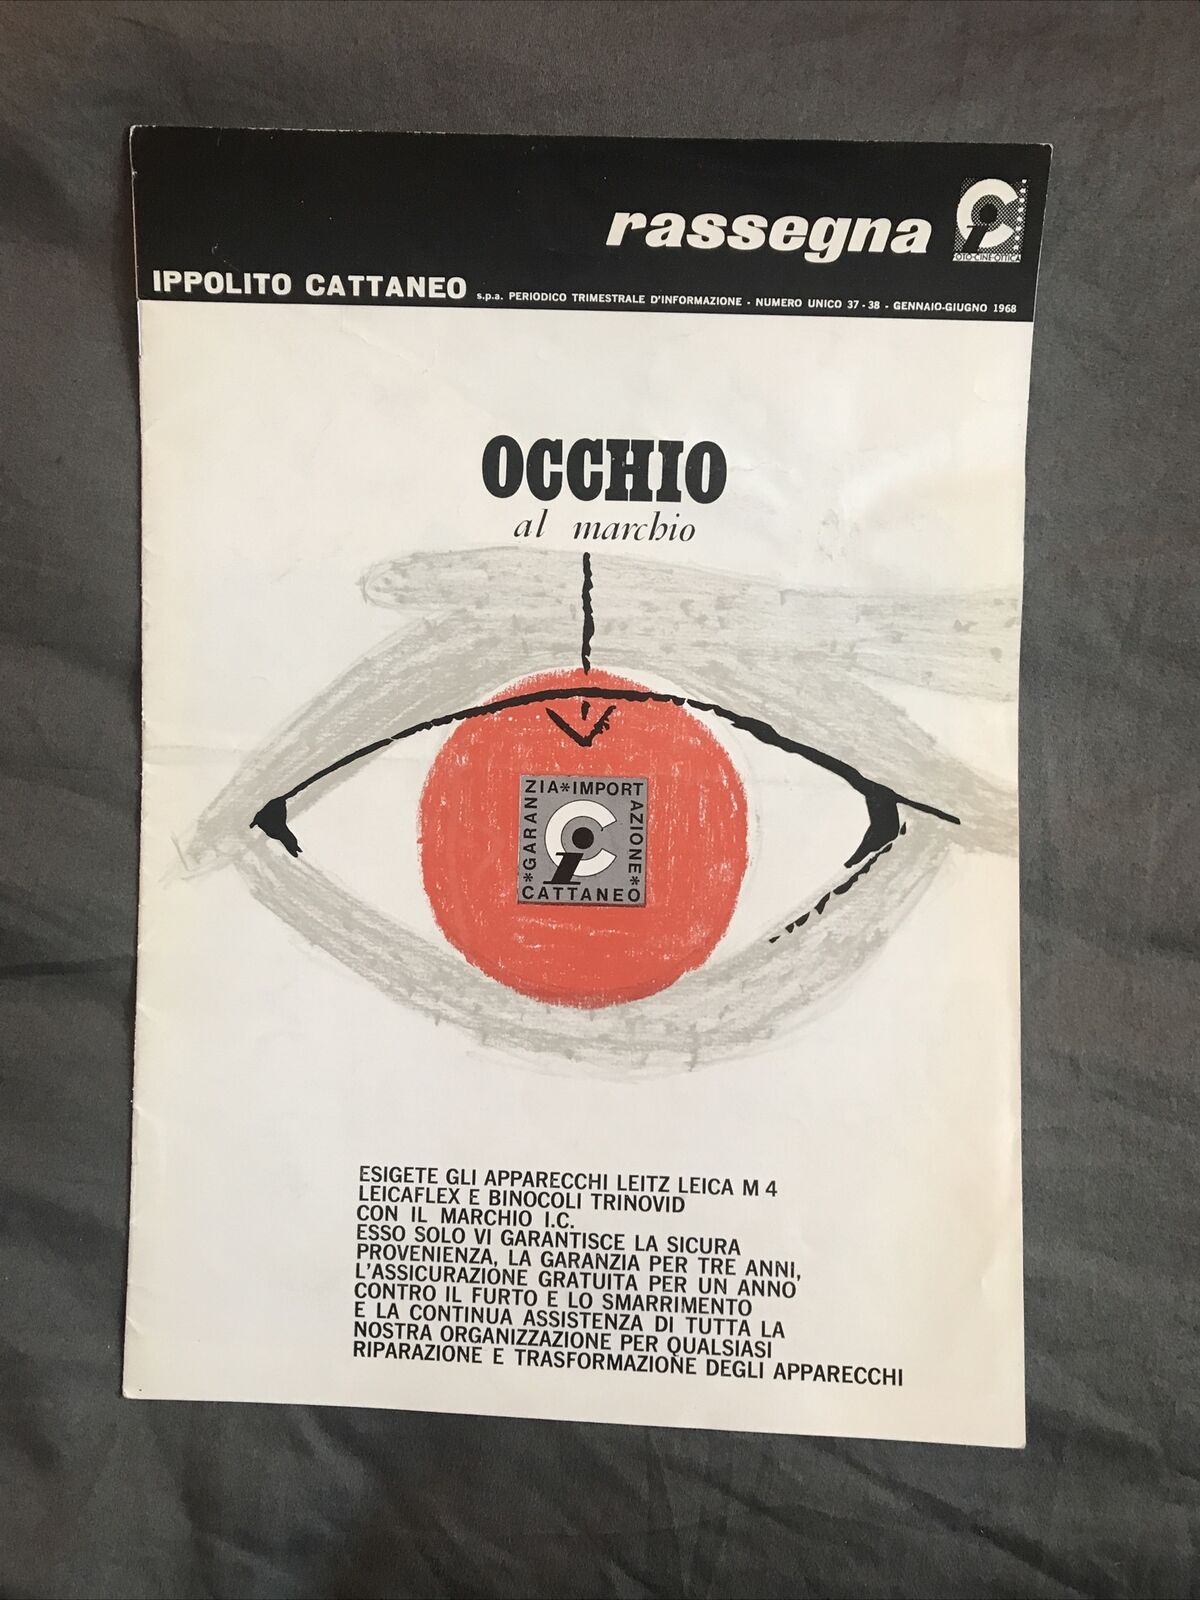 rassegna
FOTO-CINE-OTTICA
IPPOLITO CATTANEO s.p.a. PERIODICO TRIMESTRALE D'INFORMAZIONE - NUMERO UNICO 37-38 - GENNAIO-GIUGNO 1968
OCCHIO
al marchio
*GARANZIA*IMPORTAZIONE*
CATTANEO
iC
ESIGETE GLI APPARECCHI LEITZ LEICA M 4
LEICAFLEX E BINOCOLI TRINOVID
CON IL MARCHIO I.C.
ESSO SOLO VI GARANTISCE LA SICURA
PROVENIENZA, LA GARANZIA PER TRE ANNI,
L'ASSICURAZIONE GRATUITA PER UN ANNO
CONTRO IL FURTO E LO SMARRIMENTO
E LA CONTINUA ASSISTENZA DI TUTTA LA
NOSTRA ORGANIZZAZIONE PER QUALSIASI
RIPARAZIONE E TRASFORMAZIONE DEGLI APPARECCHI